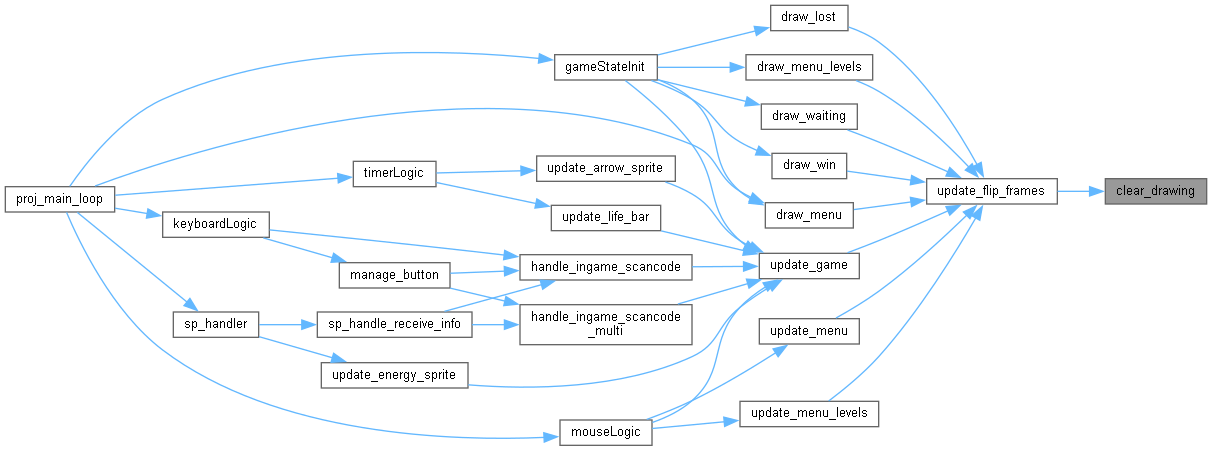 draw_lost
gameStateInit
draw_menu_levels
draw_waiting
draw_win
timerLogic
update_arrow_sprite
proj_main_loop
update_flip_frames
clear_drawing
keyboardLogic
update_life_bar
draw_menu
manage_button
handle_ingame_scancode
update_game
sp_handler
sp_handle_receive_info
handle_ingame_scancode
_multi
update_menu
update_energy_sprite
mouseLogic
update_menu_levels